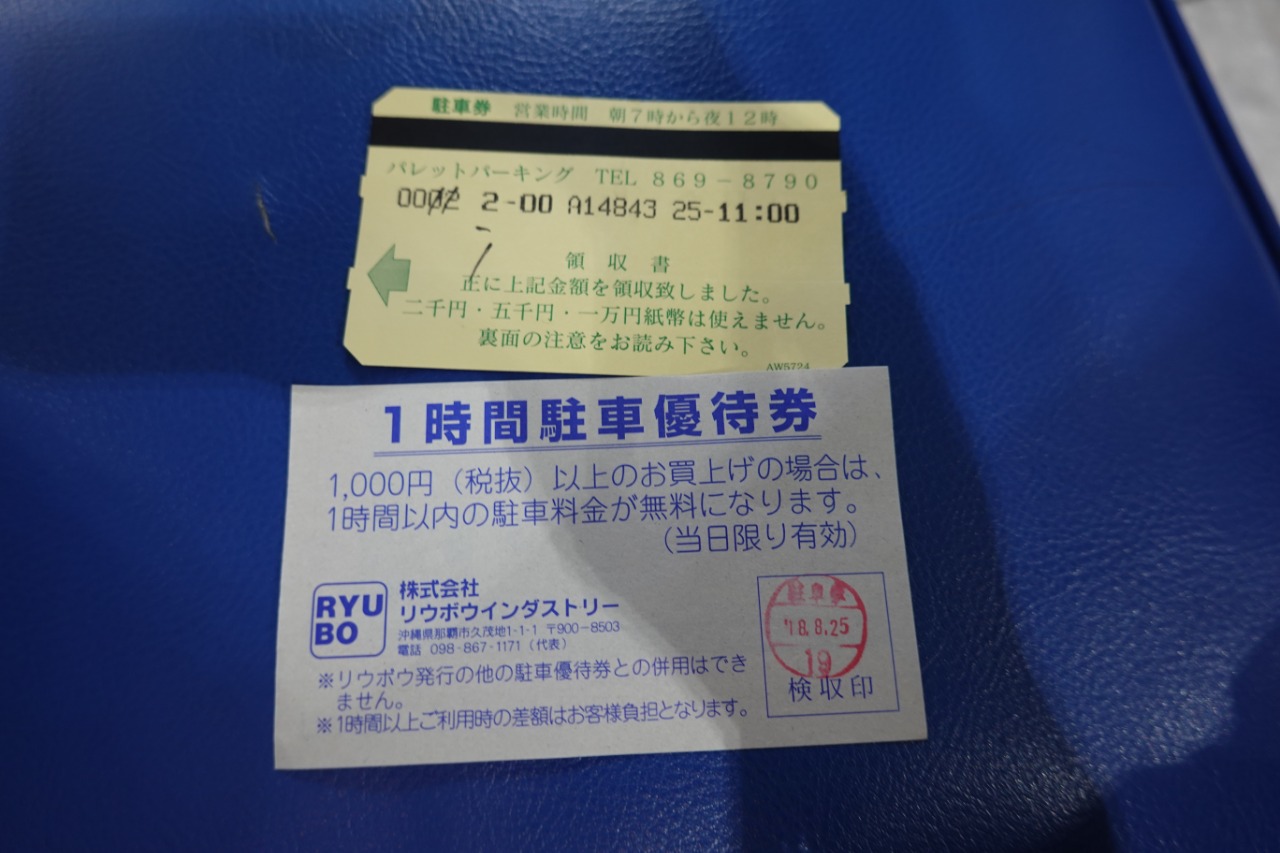 駐車券 営業時間 朝7時から夜12時
パレットパーキング TEL 869-8790
2-00 A14843 25-11:00
領収書
正に上記金額を領収致しました。
二千円・五千円・一万円紙幣は使えません。
裏面の注意をお読み下さい。
AW5724
1時間駐車優待券
1,000円（税抜）以上のお買上げの場合は、
1時間以内の駐車料金が無料になります。
（当日限り有効）
RYU
BO
株式会社
リウボウインダストリー
沖縄県那覇市久茂地1-1-1 〒900-8503
電話 098-867-1171（代表）
※リウボウ発行の他の駐車優待券との併用はでき
ません。
※1時間以上ご利用時の差額はお客様負担となります。
駐車券
'18.8.25
19
検収印